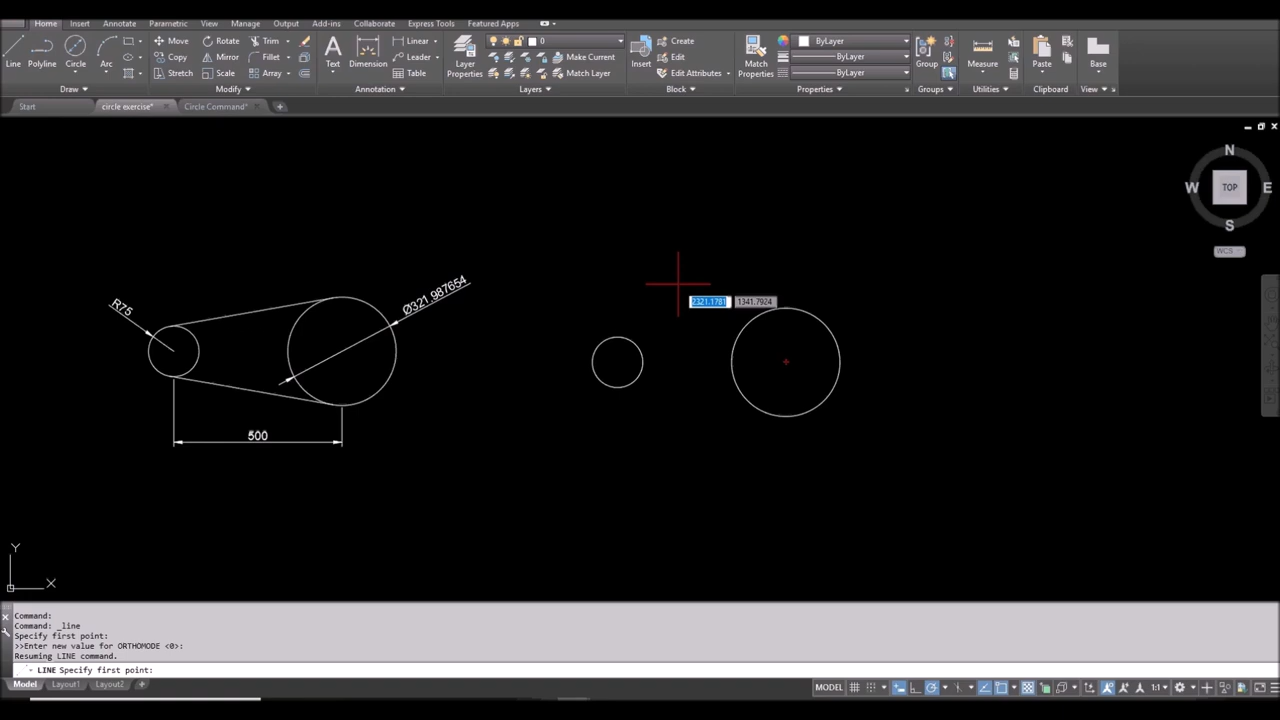 Home Insert Annotate Parametric View Manage Output Add-ins Collaborate Express Tools Featured Apps
Move Rotate Trim Linear 0 Create ByLayer
Copy Mirror Fillet Leader Make Current Edit ByLayer
Stretch Scale Array Table Match Layer Edit Attributes ByLayer
Line Polyline Circle Arc Text Dimension Layer Properties Insert Match Properties Group Measure Paste Base
Draw Modify Annotation Layers Block Properties Groups Utilities Clipboard View
Start circle exercise* Circle Command*
N
W TOP E
S
WCS
R75
Ø321.987654
2321.1781 1341.7924
500
Y
X
Command:
Command: _line
Specify first point:
>>Enter new value for ORTHOMODE <0>:
Resuming LINE command.
LINE Specify first point:
Model Layout1 Layout2
MODEL 1:1